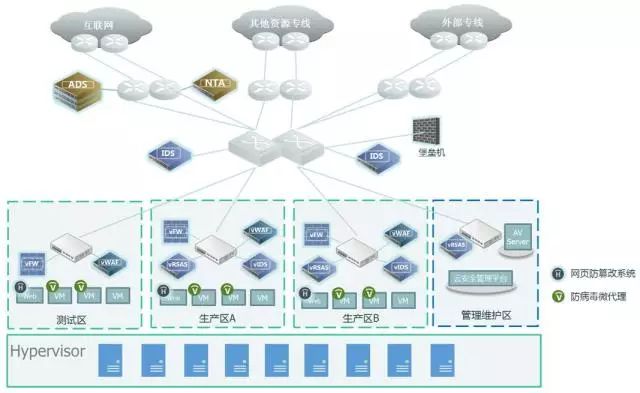 互联网
其他资源专线
外部专线
ADS
NTA
IDS
IDS
堡垒机
vFW
vWAF
H
Web
V
VM
V
VM
VM
测试区
vFW
vWAF
vRSAS
vIDS
H
Web
V
VM
V
VM
VM
生产区A
vFW
vWAF
vRSAS
vIDS
H
Web
V
VM
V
VM
VM
生产区B
vRSAS
AV
Server
云安全管理平台
管理维护区
H 网页防篡改系统
V 防病毒微代理
Hypervisor